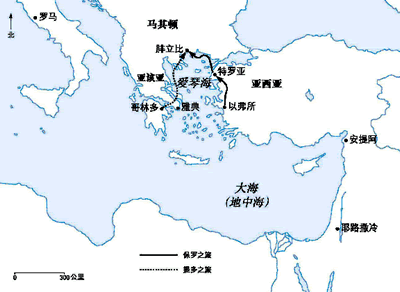 马其顿
罗马
北
腓立比
特罗亚
亚该亚
爱琴海
亚西亚
哥林多
雅典
以弗所
安提阿
大海
(地中海)
耶路撒冷
保罗之旅
提多之旅
0 300公里